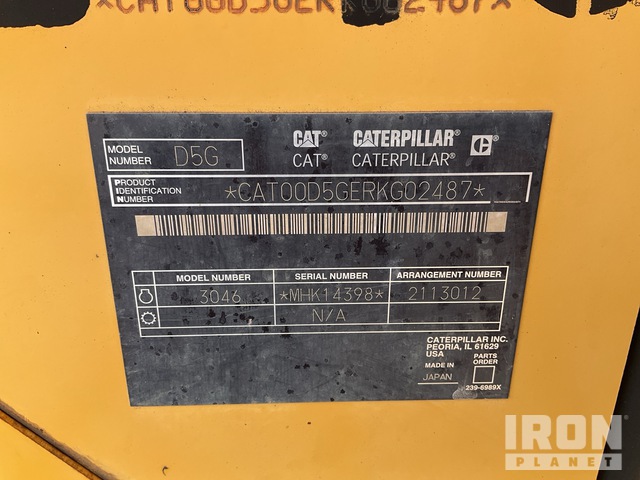 *CAT00D5GERKG02487*
MODEL NUMBER D5G
CAT® CATERPILLAR® C
CAT® CATERPILLAR®
PRODUCT IDENTIFICATION NUMBER *CAT00D5GERKG02487*
MODEL NUMBER SERIAL NUMBER ARRANGEMENT NUMBER
3046 *MHK14398* 2113012
N/A
CATERPILLAR INC.
PEORIA, IL 61629
USA
MADE IN JAPAN
PARTS ORDER
239-6989X
IRON
PLANET